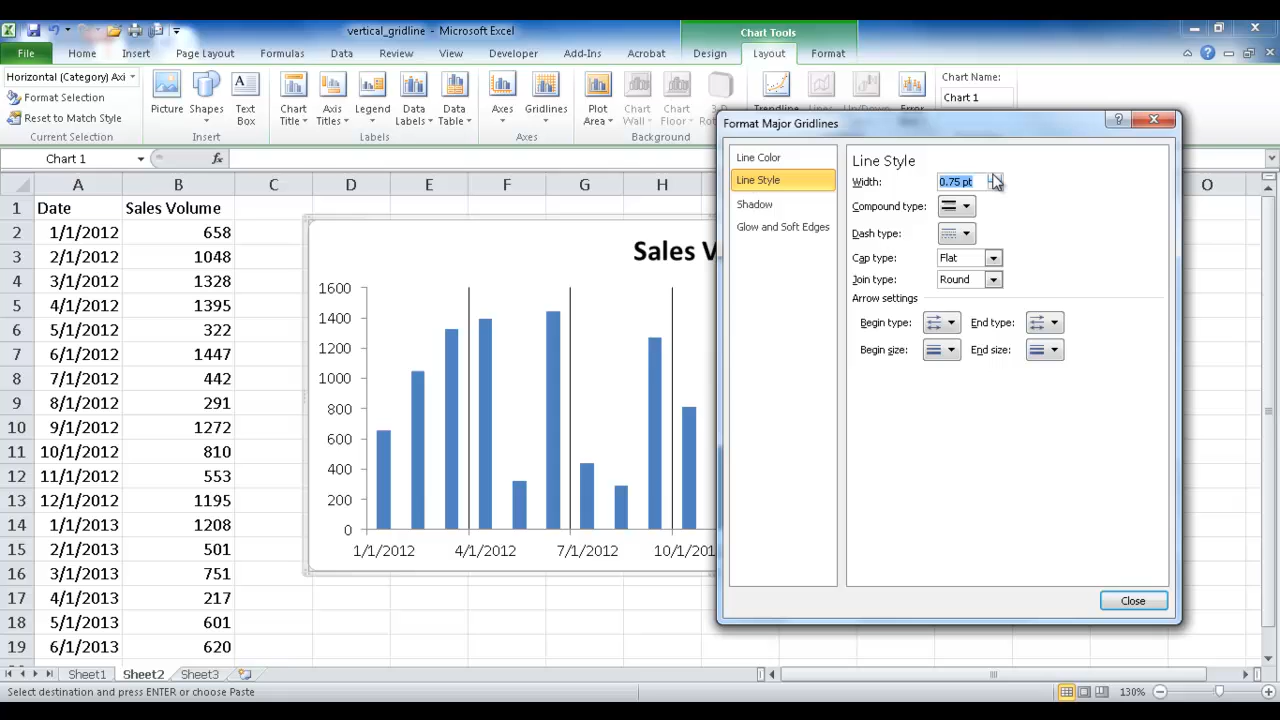 vertical_gridline - Microsoft Excel
Chart Tools
File Home Insert Page Layout Formulas Data Review View Developer Add-Ins Acrobat Design Layout Format
Horizontal (Category) Axi
Format Selection
Reset to Match Style
Current Selection
Picture Shapes Text Box
Insert
Chart Title Axis Titles Legend Data Labels Data Table
Labels
Axes Gridlines
Axes
Plot Area Chart Wall Chart Floor
Background
Trendline
Chart Name:
Chart 1
Chart 1
fx
A B C D E F G H O
1 Date Sales Volume
2 1/1/2012 658
3 2/1/2012 1048
4 3/1/2012 1328
5 4/1/2012 1395
6 5/1/2012 322
7 6/1/2012 1447
8 7/1/2012 442
9 8/1/2012 291
10 9/1/2012 1272
11 10/1/2012 810
12 11/1/2012 553
13 12/1/2012 1195
14 1/1/2013 1208
15 2/1/2013 501
16 3/1/2013 751
17 4/1/2013 217
18 5/1/2013 601
19 6/1/2013 620
Sales V
1600
1400
1200
1000
800
600
400
200
0
1/1/2012 4/1/2012 7/1/2012 10/1/201
Format Major Gridlines
Line Color
Line Style
Shadow
Glow and Soft Edges
Line Style
Width: 0.75 pt
Compound type:
Dash type:
Cap type: Flat
Join type: Round
Arrow settings
Begin type: End type:
Begin size: End size:
Close
Sheet1 Sheet2 Sheet3
Select destination and press ENTER or choose Paste
130%